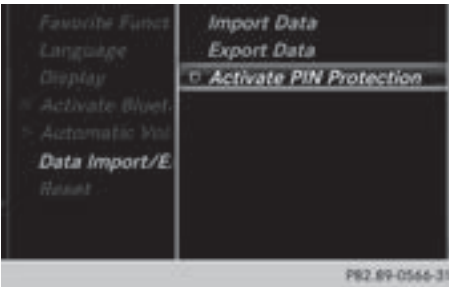 Favorite Funct
Language
Display
Activate Bluet
Automatic Vol
Data Import/E
Reset
Import Data
Export Data
Activate PIN Protection
P82.89-0566-31